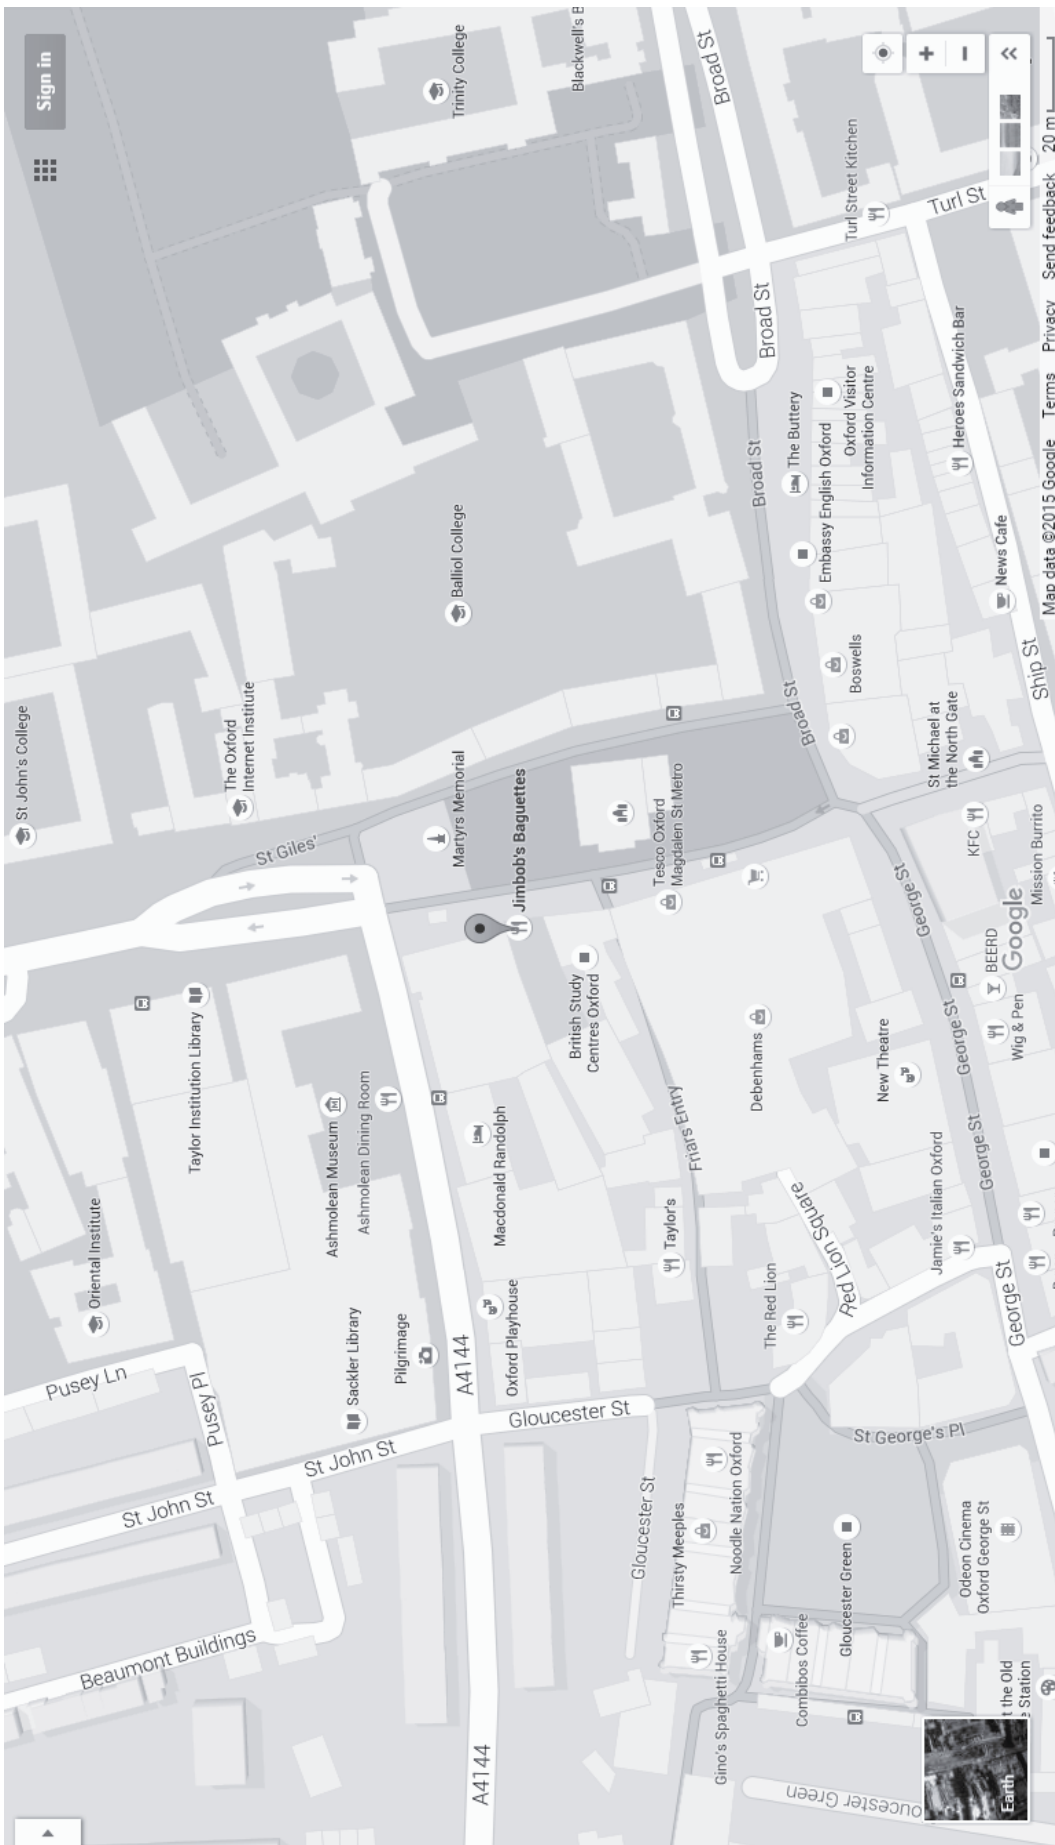 Sign in
Trinity College
Blackwell's B
Broad St
Turl Street Kitchen
Turl St
Broad St
St John's College
The Oxford
Internet Institute
Balliol College
Broad St
The Buttery
Embassy English Oxford
Oxford Visitor
Information Centre
Heroes Sandwich Bar
News Cafe
Ship St
Boswells
Broad St
St Michael at
the North Gate
St Giles'
Martyrs Memorial
Jimbob's Baguettes
Tesco Oxford
Magdalen St Metro
KFC
Mission Burrito
George St
Google
BEERD
Wig & Pen
George St
Taylor Institution Library
Ashmolean Museum
Ashmolean Dining Room
British Study
Centres Oxford
Debenhams
New Theatre
Friars Entry
Macdonald Randolph
Oriental Institute
Taylor's
Red Lion Square
Jamie's Italian Oxford
George St
The Red Lion
George St
Oxford Playhouse
Sackler Library
Pilgrimage
A4144
Pusey Ln
Pusey Pl
St John St
St John St
Gloucester St
St George's Pl
Gloucester St
Thirsty Meeples
Noodle Nation Oxford
Gloucester Green
Odeon Cinema
Oxford George St
Beaumont Buildings
Gino's Spaghetti House
Combibos Coffee
t the Old
e Station
A4144
oucester Green
Earth
Map data ©2015 Google Terms Privacy Send feedback 20 m